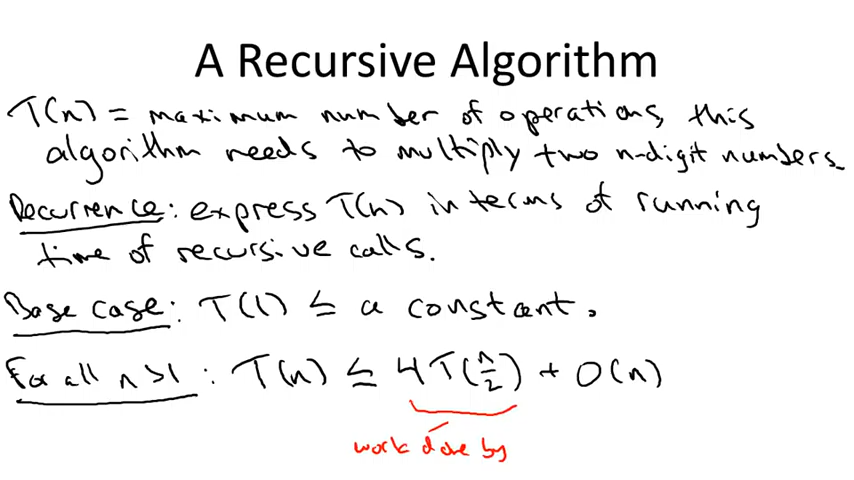 A Recursive Algorithm
T(n) = maximum number of operations this
algorithm needs to multiply two n-digit numbers.
Recurrence: express T(n) in terms of running
time of recursive calls.
Base case: T(1) ≤ a constant.
For all n>1: T(n) ≤ 4T(n/2) + O(n)
work done by